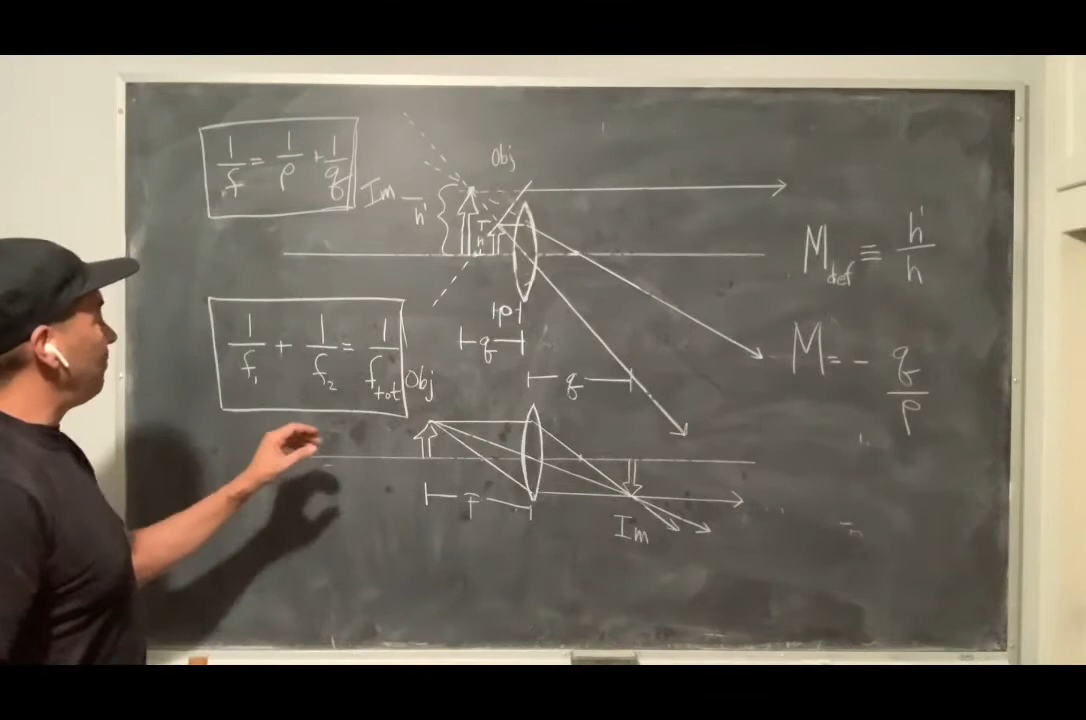 1/f = 1/p + 1/q
Obj
Im
h'
h
p
q
M_def ≡ h'/h
1/f₁ + 1/f₂ = 1/f_tot
M = - q/p
Obj
q
p
Im